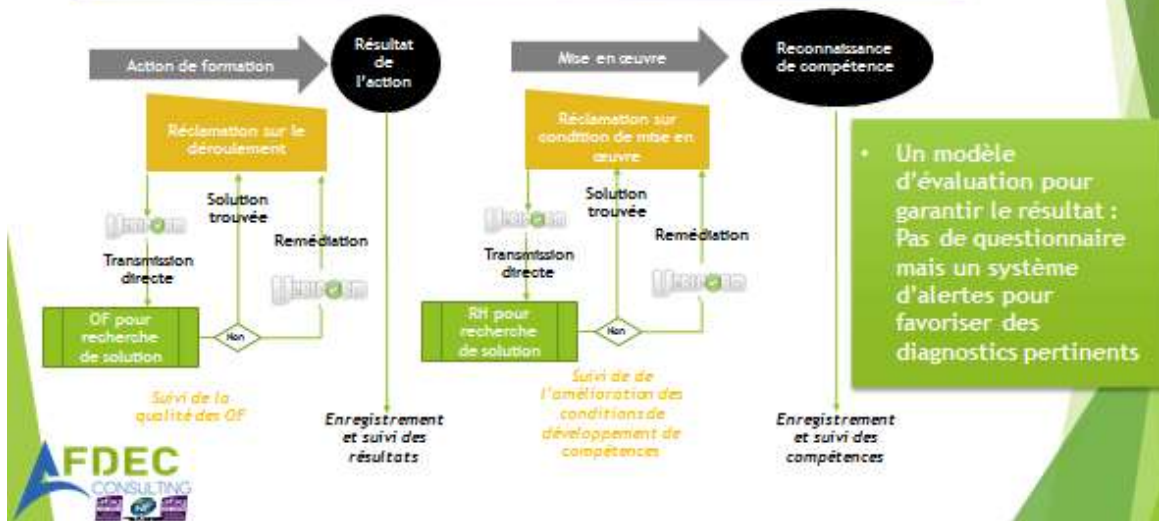 Action de formation
Résultat
de
l'action
Réclamation sur le
déroulement
Solution
trouvée
Remédiation
Transmission
directe
OF pour
recherche
de solution
Non
Suivi de la
qualité des OF
Enregistrement
et suivi des
résultats
Mise en œuvre
Reconnaissance
de compétence
Réclamation sur
condition de mise en
œuvre
Solution
trouvée
Remédiation
Transmission
directe
RH pour
recherche
de solution
Non
Suivi de de
l'amélioration des
conditions de
développement de
compétences
Enregistrement
et suivi des
compétences
• Un modèle
d'évaluation pour
garantir le résultat :
Pas de questionnaire
mais un système
d'alertes pour
favoriser des
diagnostics pertinents
AFDEC
CONSULTING